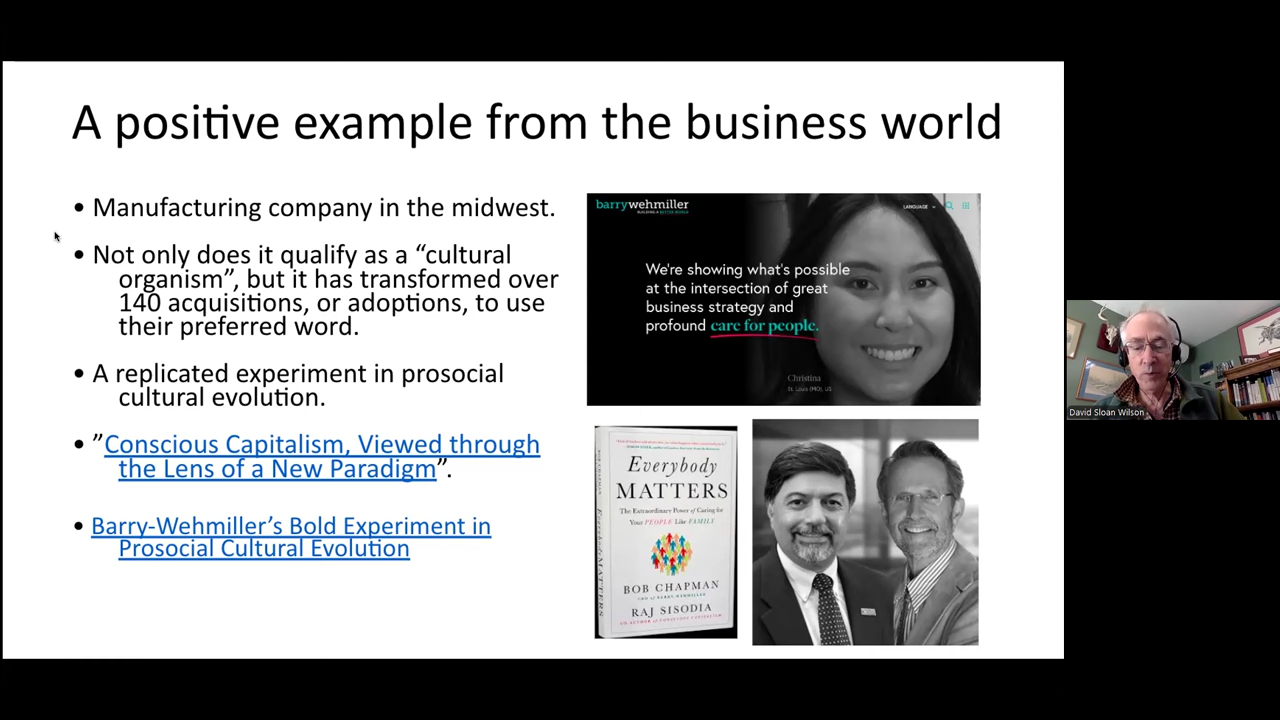 A positive example from the business world
• Manufacturing company in the midwest.
• Not only does it qualify as a “cultural
organism”, but it has transformed over
140 acquisitions, or adoptions, to use
their preferred word.
• A replicated experiment in prosocial
cultural evolution.
• ”Conscious Capitalism, Viewed through
the Lens of a New Paradigm”.
• Barry-Wehmiller’s Bold Experiment in
Prosocial Cultural Evolution
barrywehmiller
BUILDING A BETTER WORLD
LANGUAGE
We're showing what's possible
at the intersection of great
business strategy and
profound care for people.
Christina
St. Louis (MO), US
Everybody
MATTERS
The Extraordinary Power of Caring for
Your PEOPLE Like FAMILY
BOB CHAPMAN
CEO OF BARRY-WEHMILLER
RAJ SISODIA
David Sloan Wilson